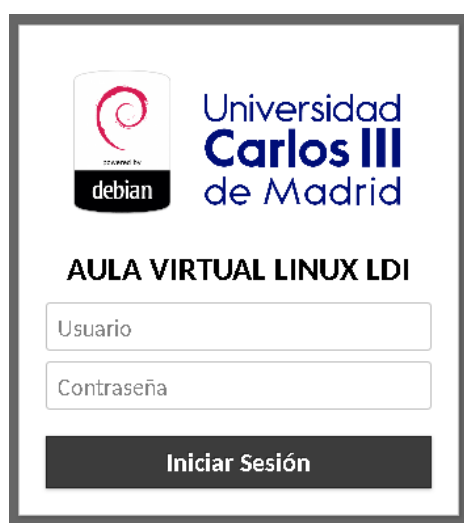 powered by
debian
Universidad
Carlos III
de Madrid
AULA VIRTUAL LINUX LDI
Usuario
Contraseña
Iniciar Sesión